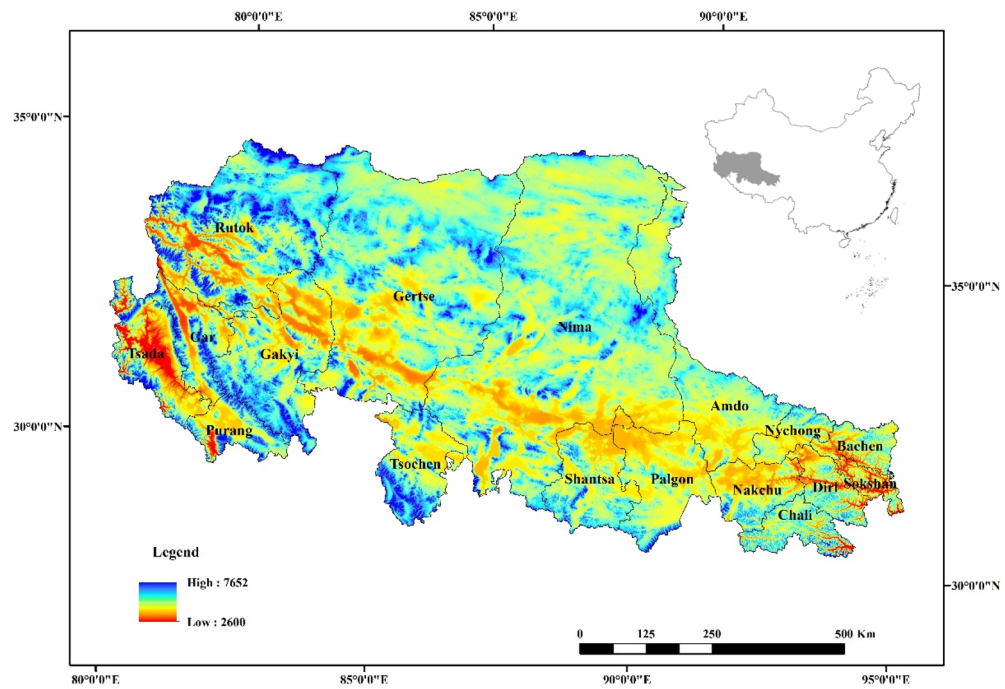 80°0'0"E 85°0'0"E 90°0'0"E
35°0'0"N
Rutok
Gertse
35°0'0"N
Nima
Gar
Gakyi
Tsada
Amdo
30°0'0"N
Purang
Nychong
Bachen
Tsochen
Shantsa
Palgon
Nakchu
Dirl
Sokshan
Chali
Legend
High : 7652
Low : 2600
30°0'0"N
0 125 250 500 Km
80°0'0"E 85°0'0"E 90°0'0"E 95°0'0"E